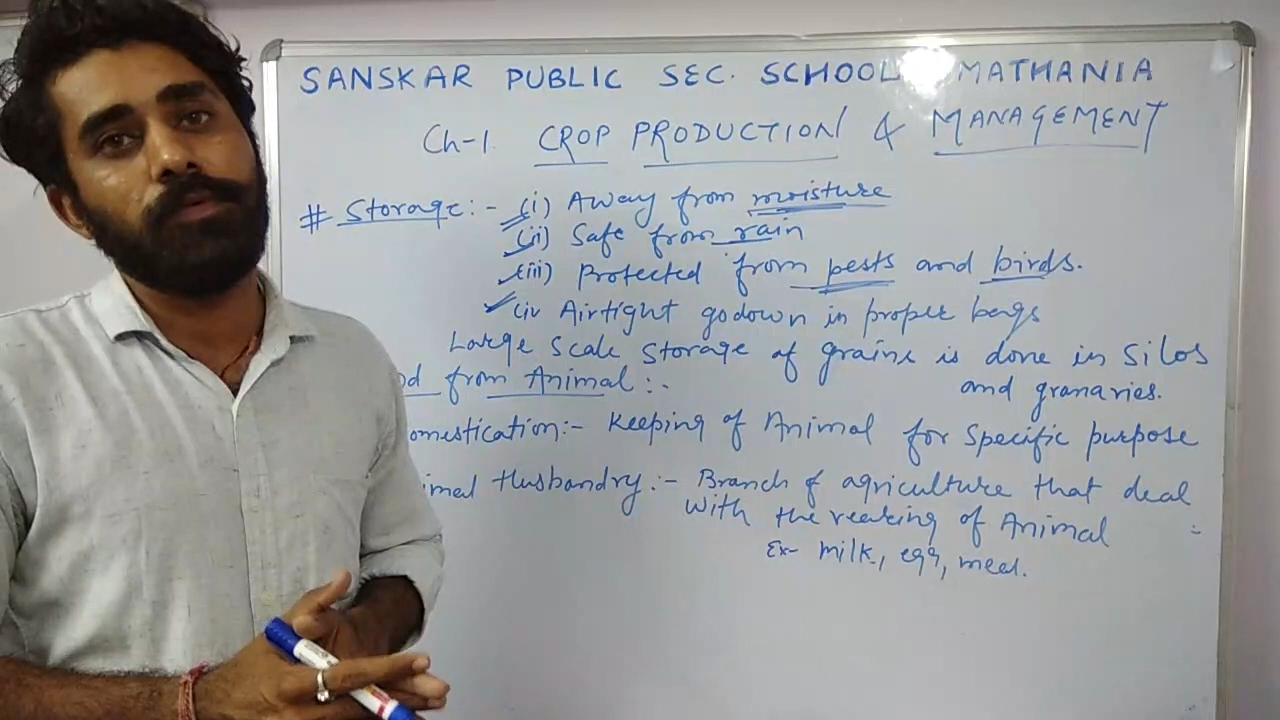 SANSKAR PUBLIC SEC. SCHOOL MATHANIA
Ch-1 CROP PRODUCTION & MANAGEMENT
# Storage:- (i) Away from moisture
(ii) Safe from rain
(iii) Protected from pests and birds.
(iv Airtight godown in proper bags
Large scale storage of grains is done in silos
and granaries.
od from Animal:-
omestication:- Keeping of Animal for specific purpose
imal Husbandry:- Branch of agriculture that deal
with the rearing of Animal
Ex- milk, egg,